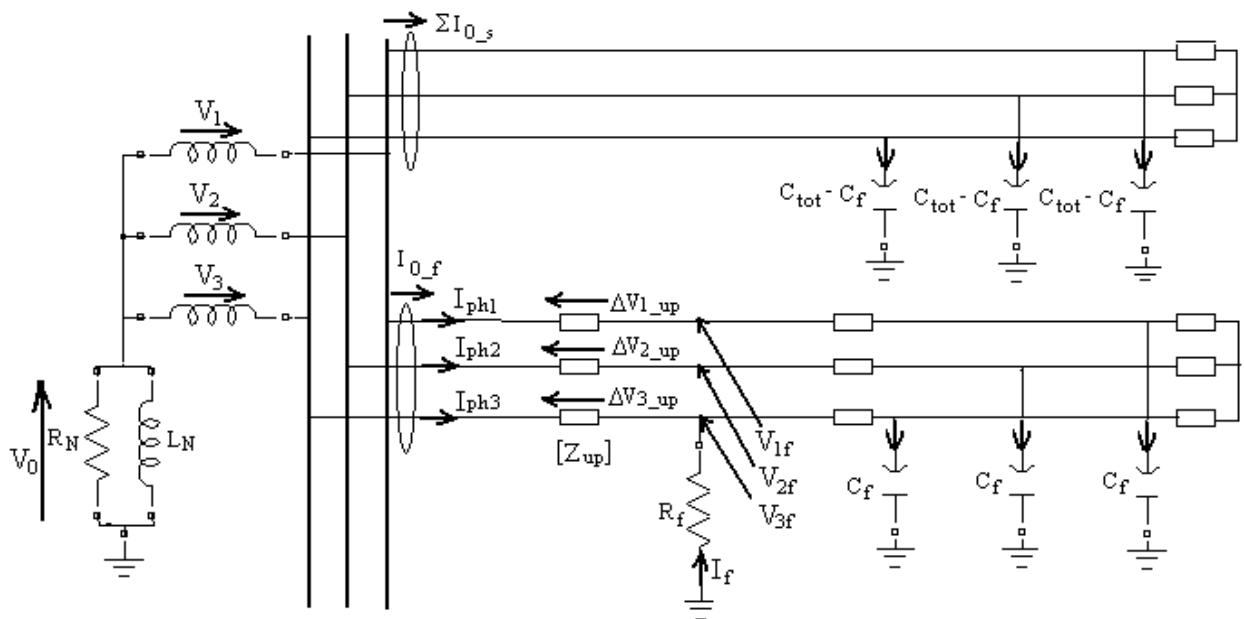 ΣI0_s
V1
V2
V3
Ctot - Cf
Ctot - Cf
Ctot - Cf
I0_f
Iph1
ΔV1_up
Iph2
ΔV2_up
Iph3
ΔV3_up
[Zup]
V0
RN
LN
V1f
V2f
V3f
Rf
If
Cf
Cf
Cf